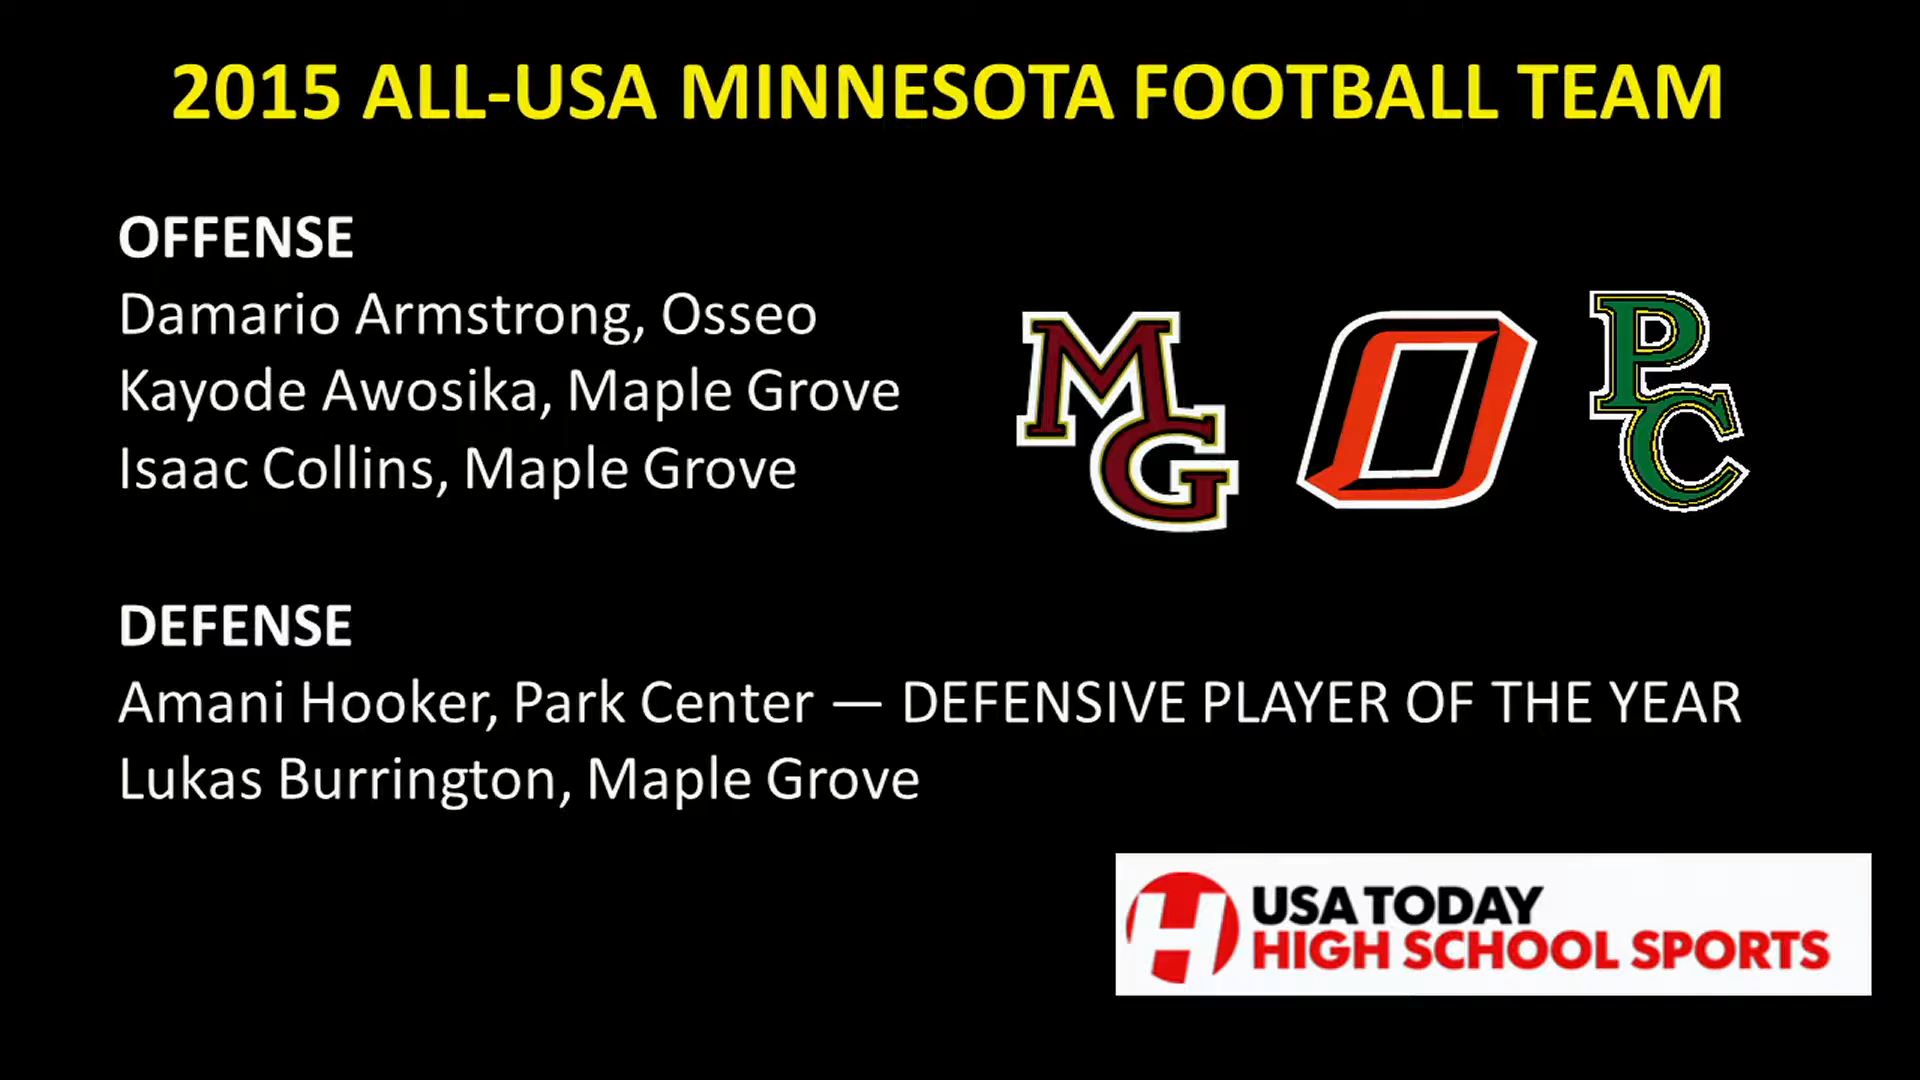 2015 ALL-USA MINNESOTA FOOTBALL TEAM
OFFENSE
Damario Armstrong, Osseo
Kayode Awosika, Maple Grove
Isaac Collins, Maple Grove
MG
O
PC
DEFENSE
Amani Hooker, Park Center — DEFENSIVE PLAYER OF THE YEAR
Lukas Burrington, Maple Grove
H
USA TODAY
HIGH SCHOOL SPORTS